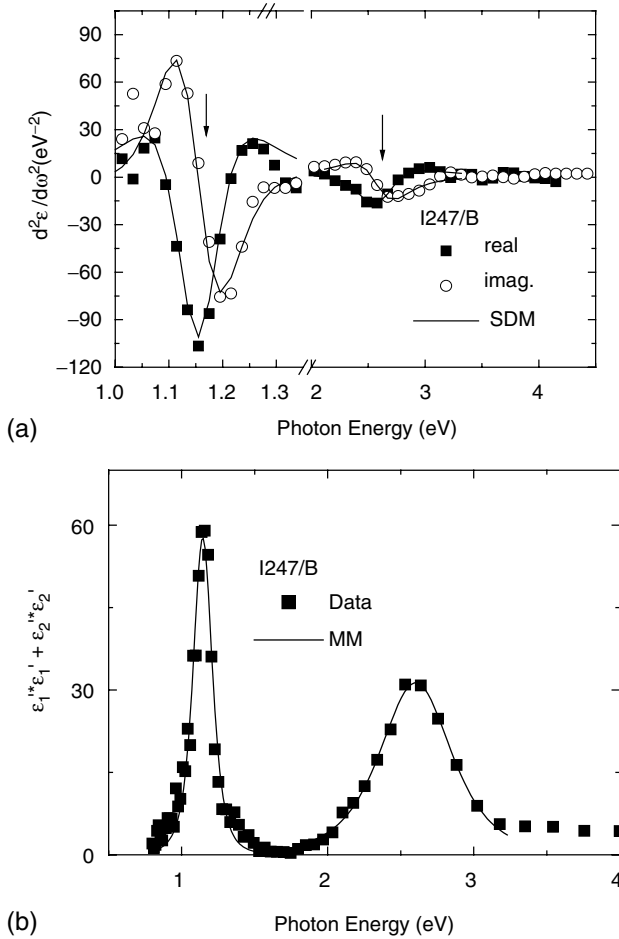 90
60
30
0
−30
−60
−90
−120
d²ε /dω² (eV⁻²)
I247/B
real
imag.
SDM
1.0 1.1 1.2 1.3 2 3 4
Photon Energy (eV)
(a)
60
30
0
ε₁'*ε₁' + ε₂'*ε₂'
I247/B
Data
MM
1 2 3 4
Photon Energy (eV)
(b)